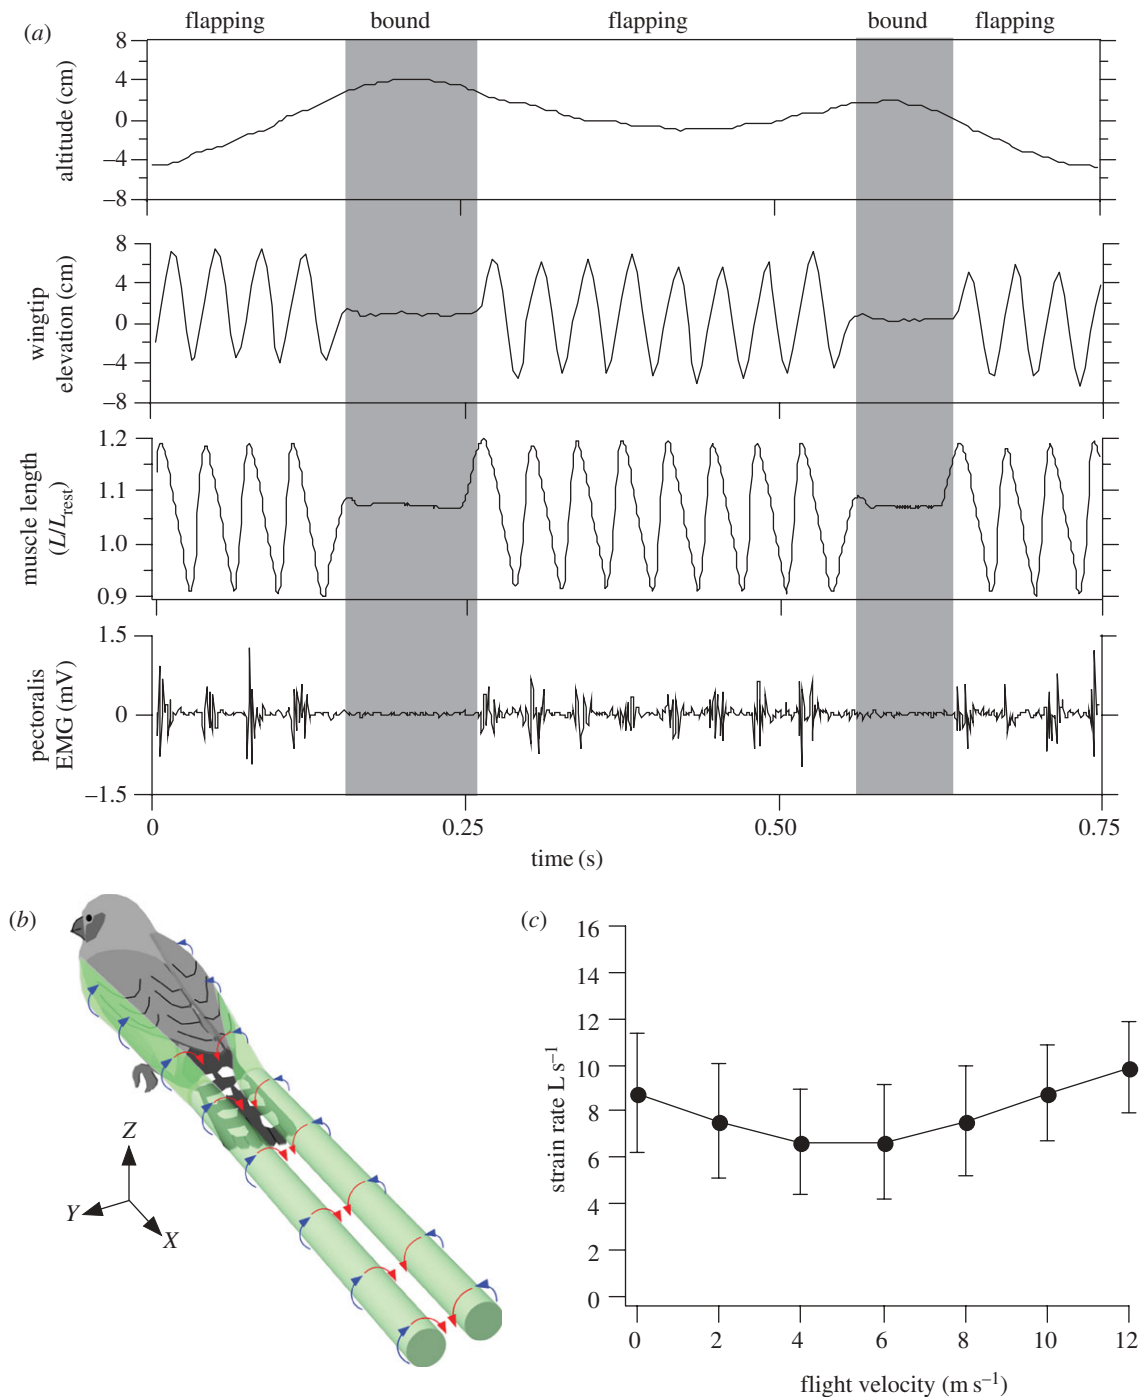 flapping bound flapping bound flapping
(a)
8
4
0
−4
−8
altitude (cm)
8
4
0
−4
−8
wingtip
elevation (cm)
1.2
1.1
1.0
0.9
muscle length
(L/Lrest)
1.5
0
−1.5
pectoralis
EMG (mV)
0 0.25 0.50 0.75
time (s)
(b)
Z
Y
X
(c)
16
14
12
10
8
6
4
2
0
strain rate L s−1
0 2 4 6 8 10 12
flight velocity (m s−1)